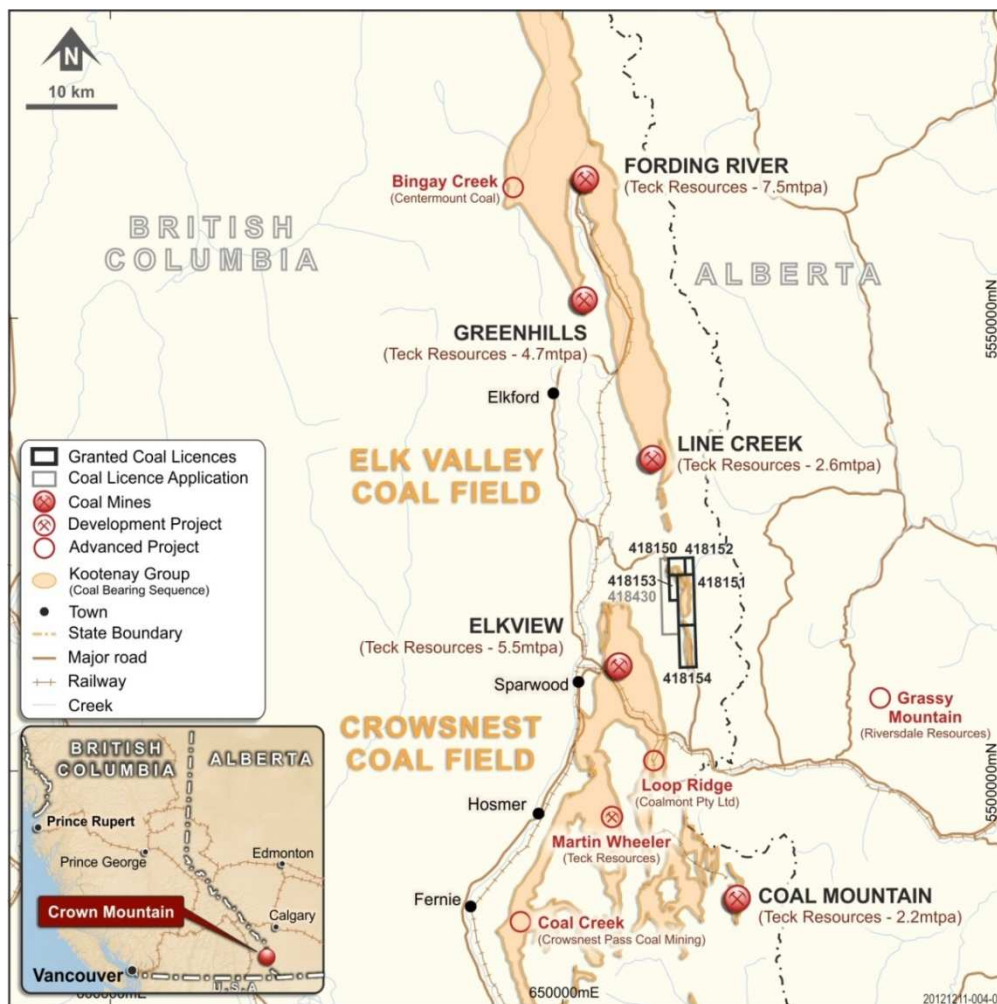 N
10 km
FORDING RIVER
(Teck Resources - 7.5mtpa)
Bingay Creek
(Centermount Coal)
BRITISH
COLUMBIA
ALBERTA
5550000mN
GREENHILLS
(Teck Resources - 4.7mtpa)
Elkford
LINE CREEK
(Teck Resources - 2.6mtpa)
ELK VALLEY
COAL FIELD
Granted Coal Licences
Coal Licence Application
Coal Mines
Development Project
Advanced Project
Kootenay Group
(Coal Bearing Sequence)
Town
State Boundary
Major road
Railway
Creek
418150
418152
418153
418151
418430
418154
ELKVIEW
(Teck Resources - 5.5mtpa)
Sparwood
Grassy
Mountain
(Riversdale Resources)
CROWSNEST
COAL FIELD
Loop Ridge
(Coalmont Pty Ltd)
5500000mN
Hosmer
Martin Wheeler
(Teck Resources)
COAL MOUNTAIN
(Teck Resources - 2.2mtpa)
Fernie
Coal Creek
(Crowsnest Pass Coal Mining)
BRITISH
COLUMBIA
ALBERTA
Prince Rupert
Prince George
Edmonton
Crown Mountain
Calgary
Vancouver
U.S.A
650000mE